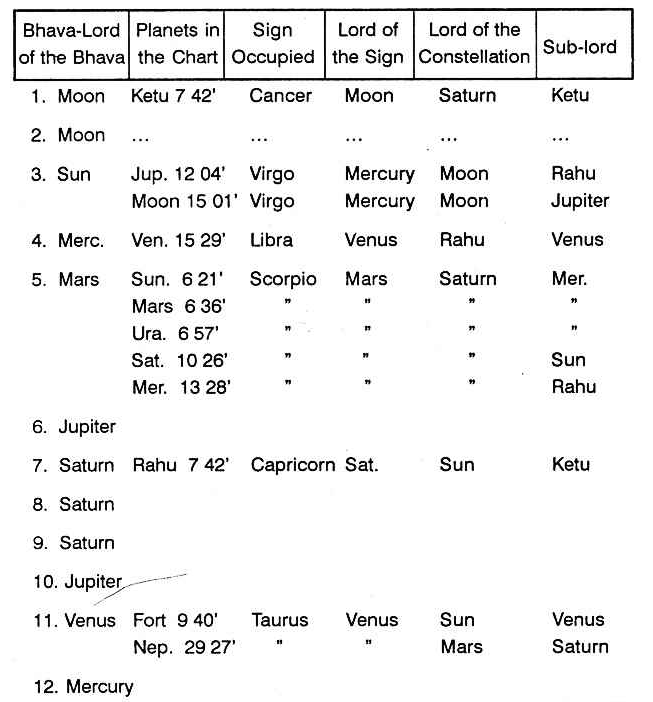 Bhava-Lord of the Bhava Planets in the Chart Sign Occupied Lord of the Sign Lord of the Constellation Sub-lord
1. Moon Ketu 7 42' Cancer Moon Saturn Ketu
2. Moon ... ... ... ... ...
3. Sun Jup. 12 04' Virgo Mercury Moon Rahu
Moon 15 01' Virgo Mercury Moon Jupiter
4. Merc. Ven. 15 29' Libra Venus Rahu Venus
5. Mars Sun. 6 21' Scorpio Mars Saturn Mer.
Mars 6 36' " " " "
Ura. 6 57' " " " "
Sat. 10 26' " " " Sun
Mer. 13 28' " " " Rahu
6. Jupiter
7. Saturn Rahu 7 42' Capricorn Sat. Sun Ketu
8. Saturn
9. Saturn
10. Jupiter
11. Venus Fort 9 40' Taurus Venus Sun Venus
Nep. 29 27' " " Mars Saturn
12. Mercury